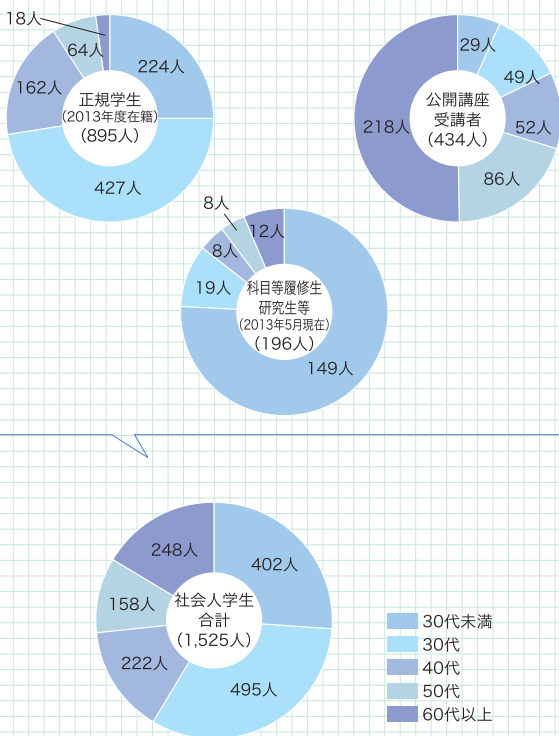 18人
64人
224人
162人
正規学生
(2013年度在籍)
(895人)
427人
29人
49人
公開講座
受講者
(434人)
52人
218人
86人
8人
12人
8人
19人
科目等履修生
研究生等
(2013年5月現在)
(196人)
149人
248人
402人
158人
社会人学生
合計
(1,525人)
222人
495人
30代未満
30代
40代
50代
60代以上